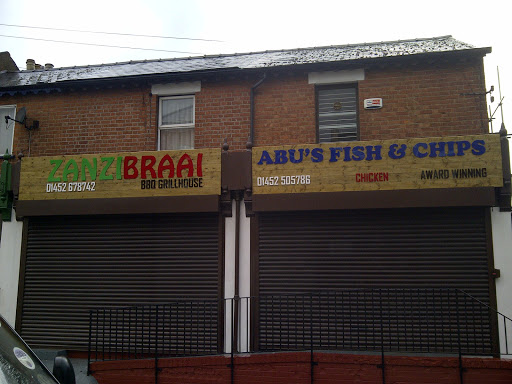 ZANZIBRAAI
01452 678742 BBQ GRILLHOUSE
ABU'S FISH & CHIPS
01452 505786 CHICKEN AWARD WINNING